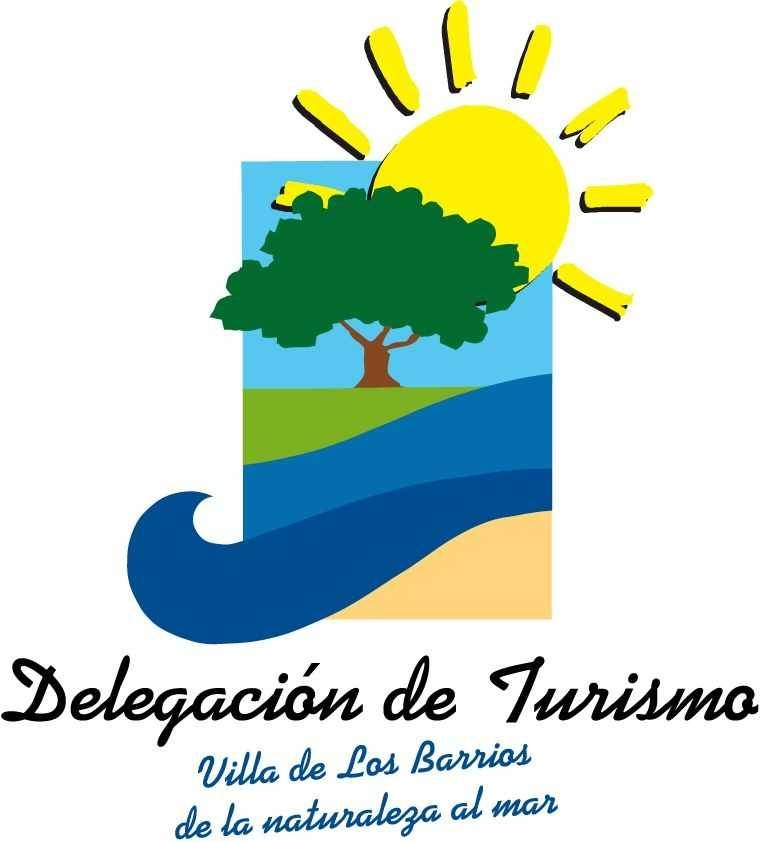 Delegación de Turismo
Villa de Los Barrios
de la naturaleza al mar